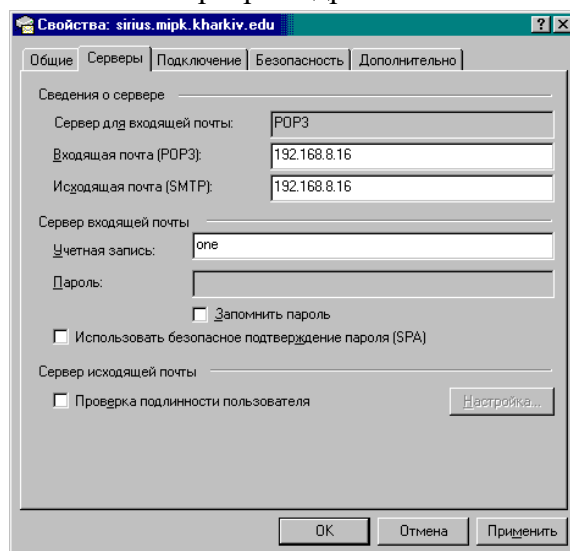 Свойства: sirius.mipk.kharkiv.edu
Общие Серверы Подключение Безопасность Дополнительно
Сведения о сервере
Сервер для входящей почты: POP3
Входящая почта (POP3): 192.168.8.16
Исходящая почта (SMTP): 192.168.8.16
Сервер входящей почты
Учетная запись: one
Пароль:
Запомнить пароль
Использовать безопасное подтверждение пароля (SPA)
Сервер исходящей почты
Проверка подлинности пользователя Настройка...
OK Отмена Применить